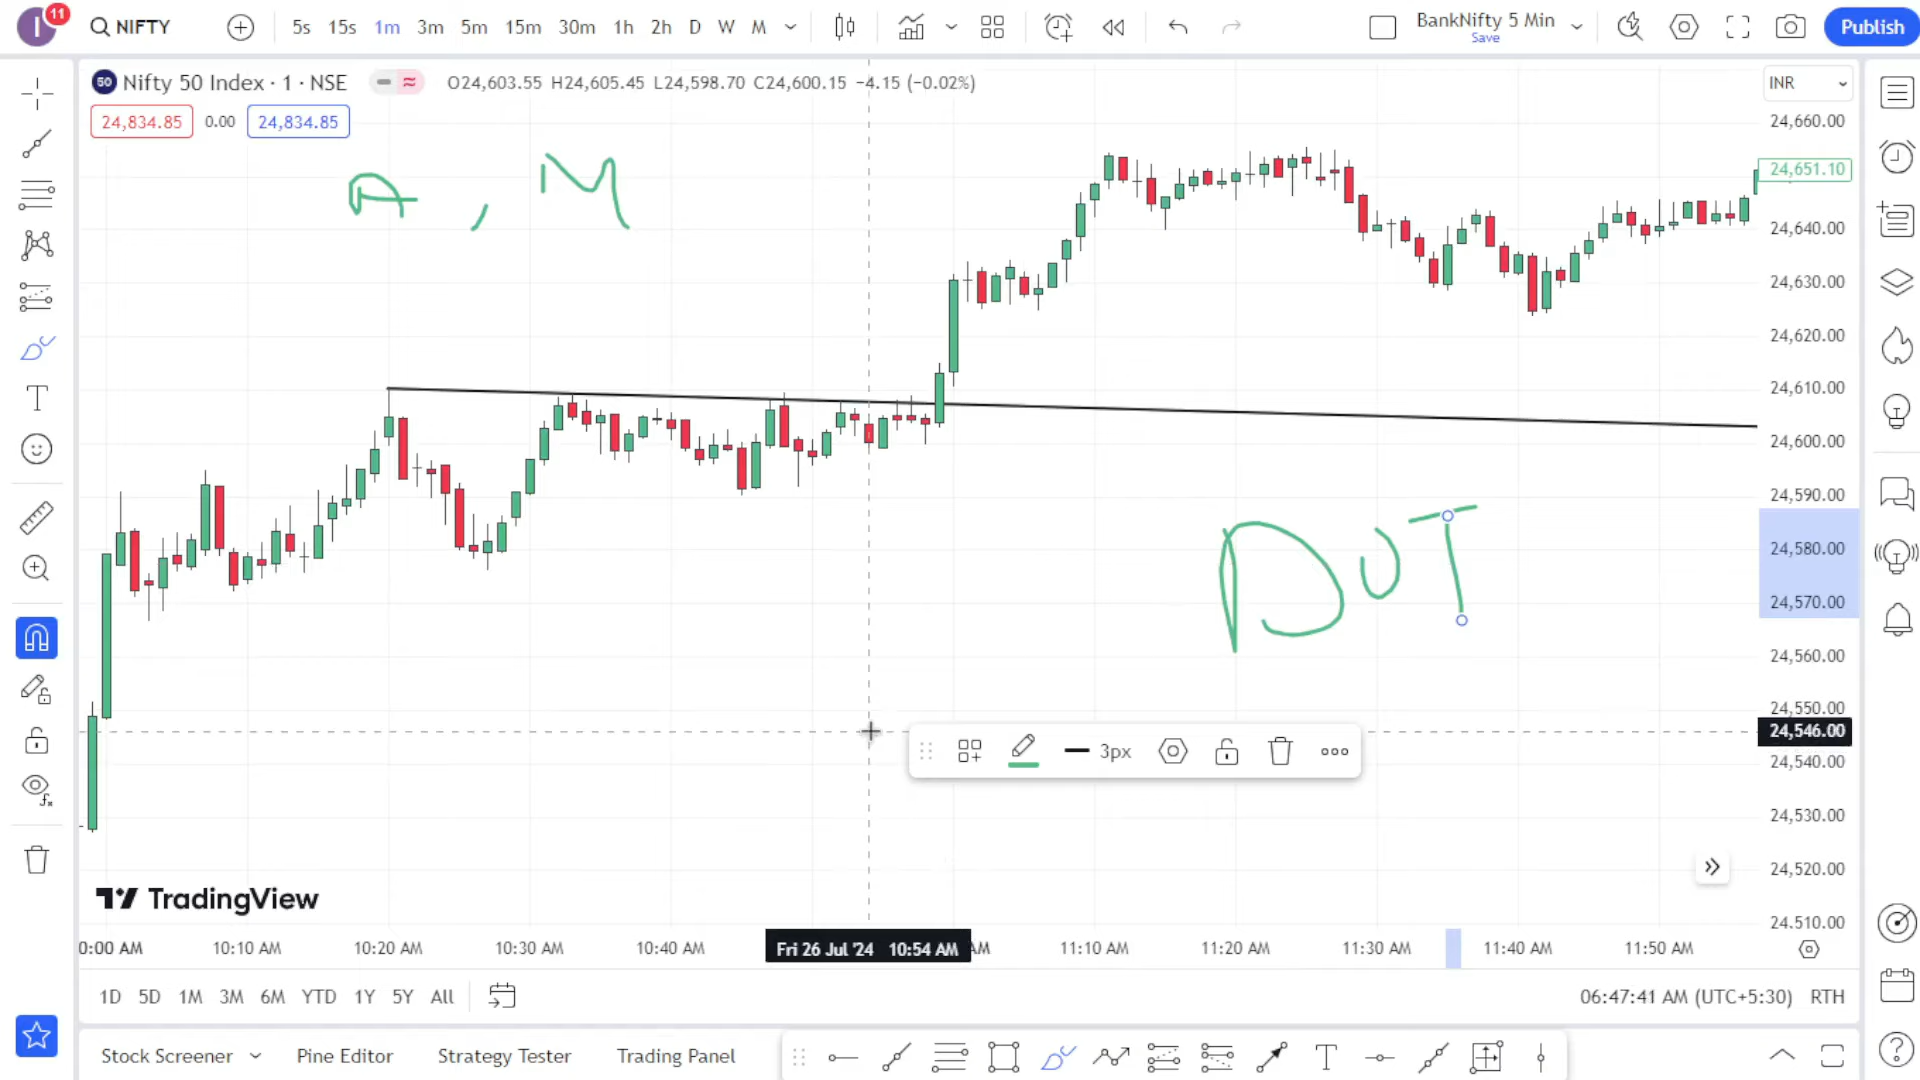 11
NIFTY
5s 15s 1m 3m 5m 15m 30m 1h 2h D W M
BankNifty 5 Min
Save
Publish
50 Nifty 50 Index · 1 · NSE
O24,603.55 H24,605.45 L24,598.70 C24,600.15 −4.15 (−0.02%)
INR
24,834.85 0.00 24,834.85
24,660.00
24,651.10
24,640.00
24,630.00
24,620.00
24,610.00
24,600.00
24,590.00
24,580.00
24,570.00
24,560.00
24,550.00
24,546.00
24,540.00
24,530.00
24,520.00
24,510.00
A , M
DUT
3px
TradingView
0:00 AM 10:10 AM 10:20 AM 10:30 AM 10:40 AM Fri 26 Jul '24 10:54 AM AM 11:10 AM 11:20 AM 11:30 AM 11:40 AM 11:50 AM
1D 5D 1M 3M 6M YTD 1Y 5Y All
06:47:41 AM (UTC+5:30) RTH
Stock Screener Pine Editor Strategy Tester Trading Panel